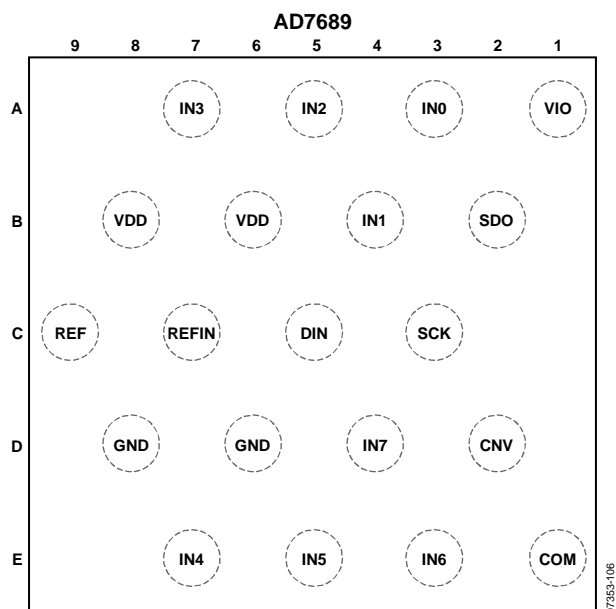 AD7689
9 8 7 6 5 4 3 2 1
A IN3 IN2 IN0 VIO
B VDD VDD IN1 SDO
C REF REFIN DIN SCK
D GND GND IN7 CNV
E IN4 IN5 IN6 COM
7353-106